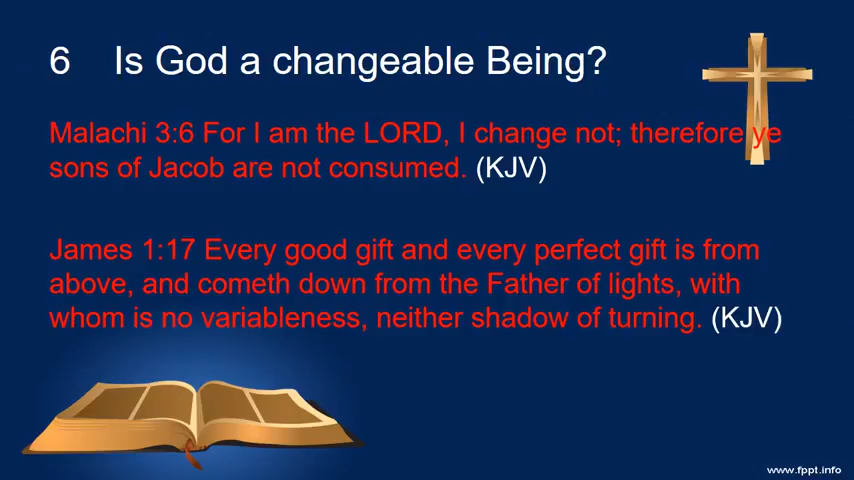 6 Is God a changeable Being?
Malachi 3:6 For I am the LORD, I change not; therefore ye
sons of Jacob are not consumed. (KJV)
James 1:17 Every good gift and every perfect gift is from
above, and cometh down from the Father of lights, with
whom is no variableness, neither shadow of turning. (KJV)
www.fppt.info